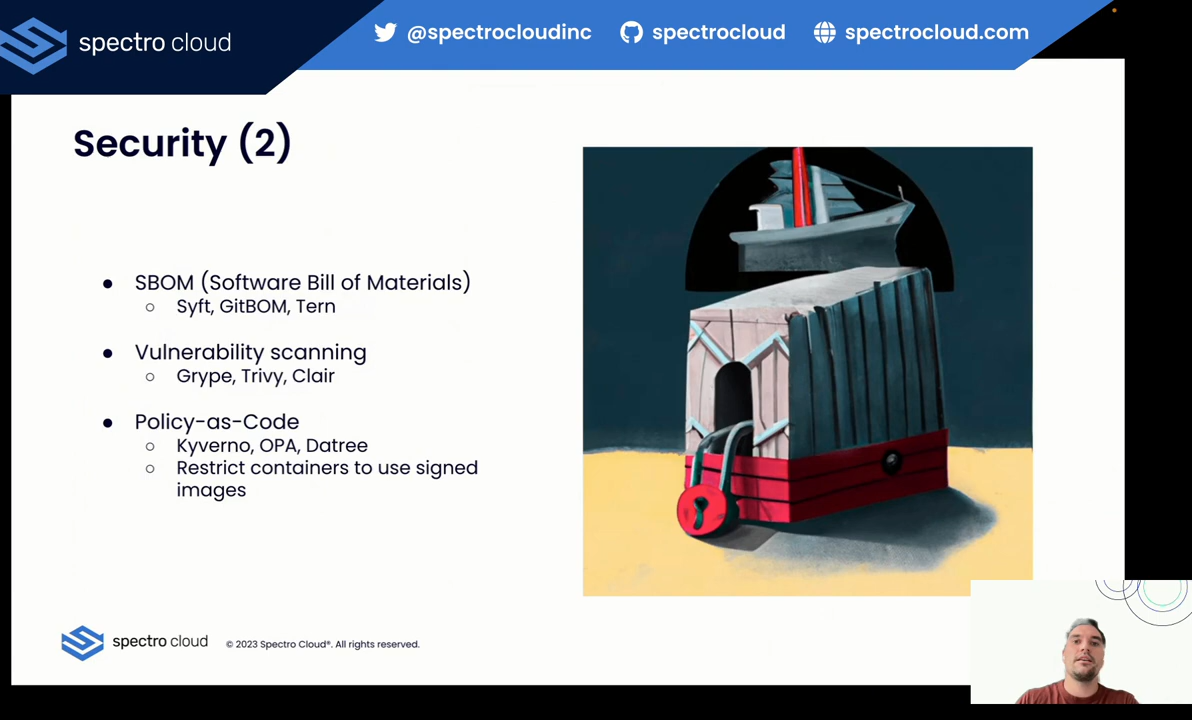 spectro cloud
@spectrocloudinc
spectrocloud
spectrocloud.com
Security (2)
● SBOM (Software Bill of Materials)
○ Syft, GitBOM, Tern
● Vulnerability scanning
○ Grype, Trivy, Clair
● Policy-as-Code
○ Kyverno, OPA, Datree
○ Restrict containers to use signed
images
spectro cloud
© 2023 Spectro Cloud®. All rights reserved.